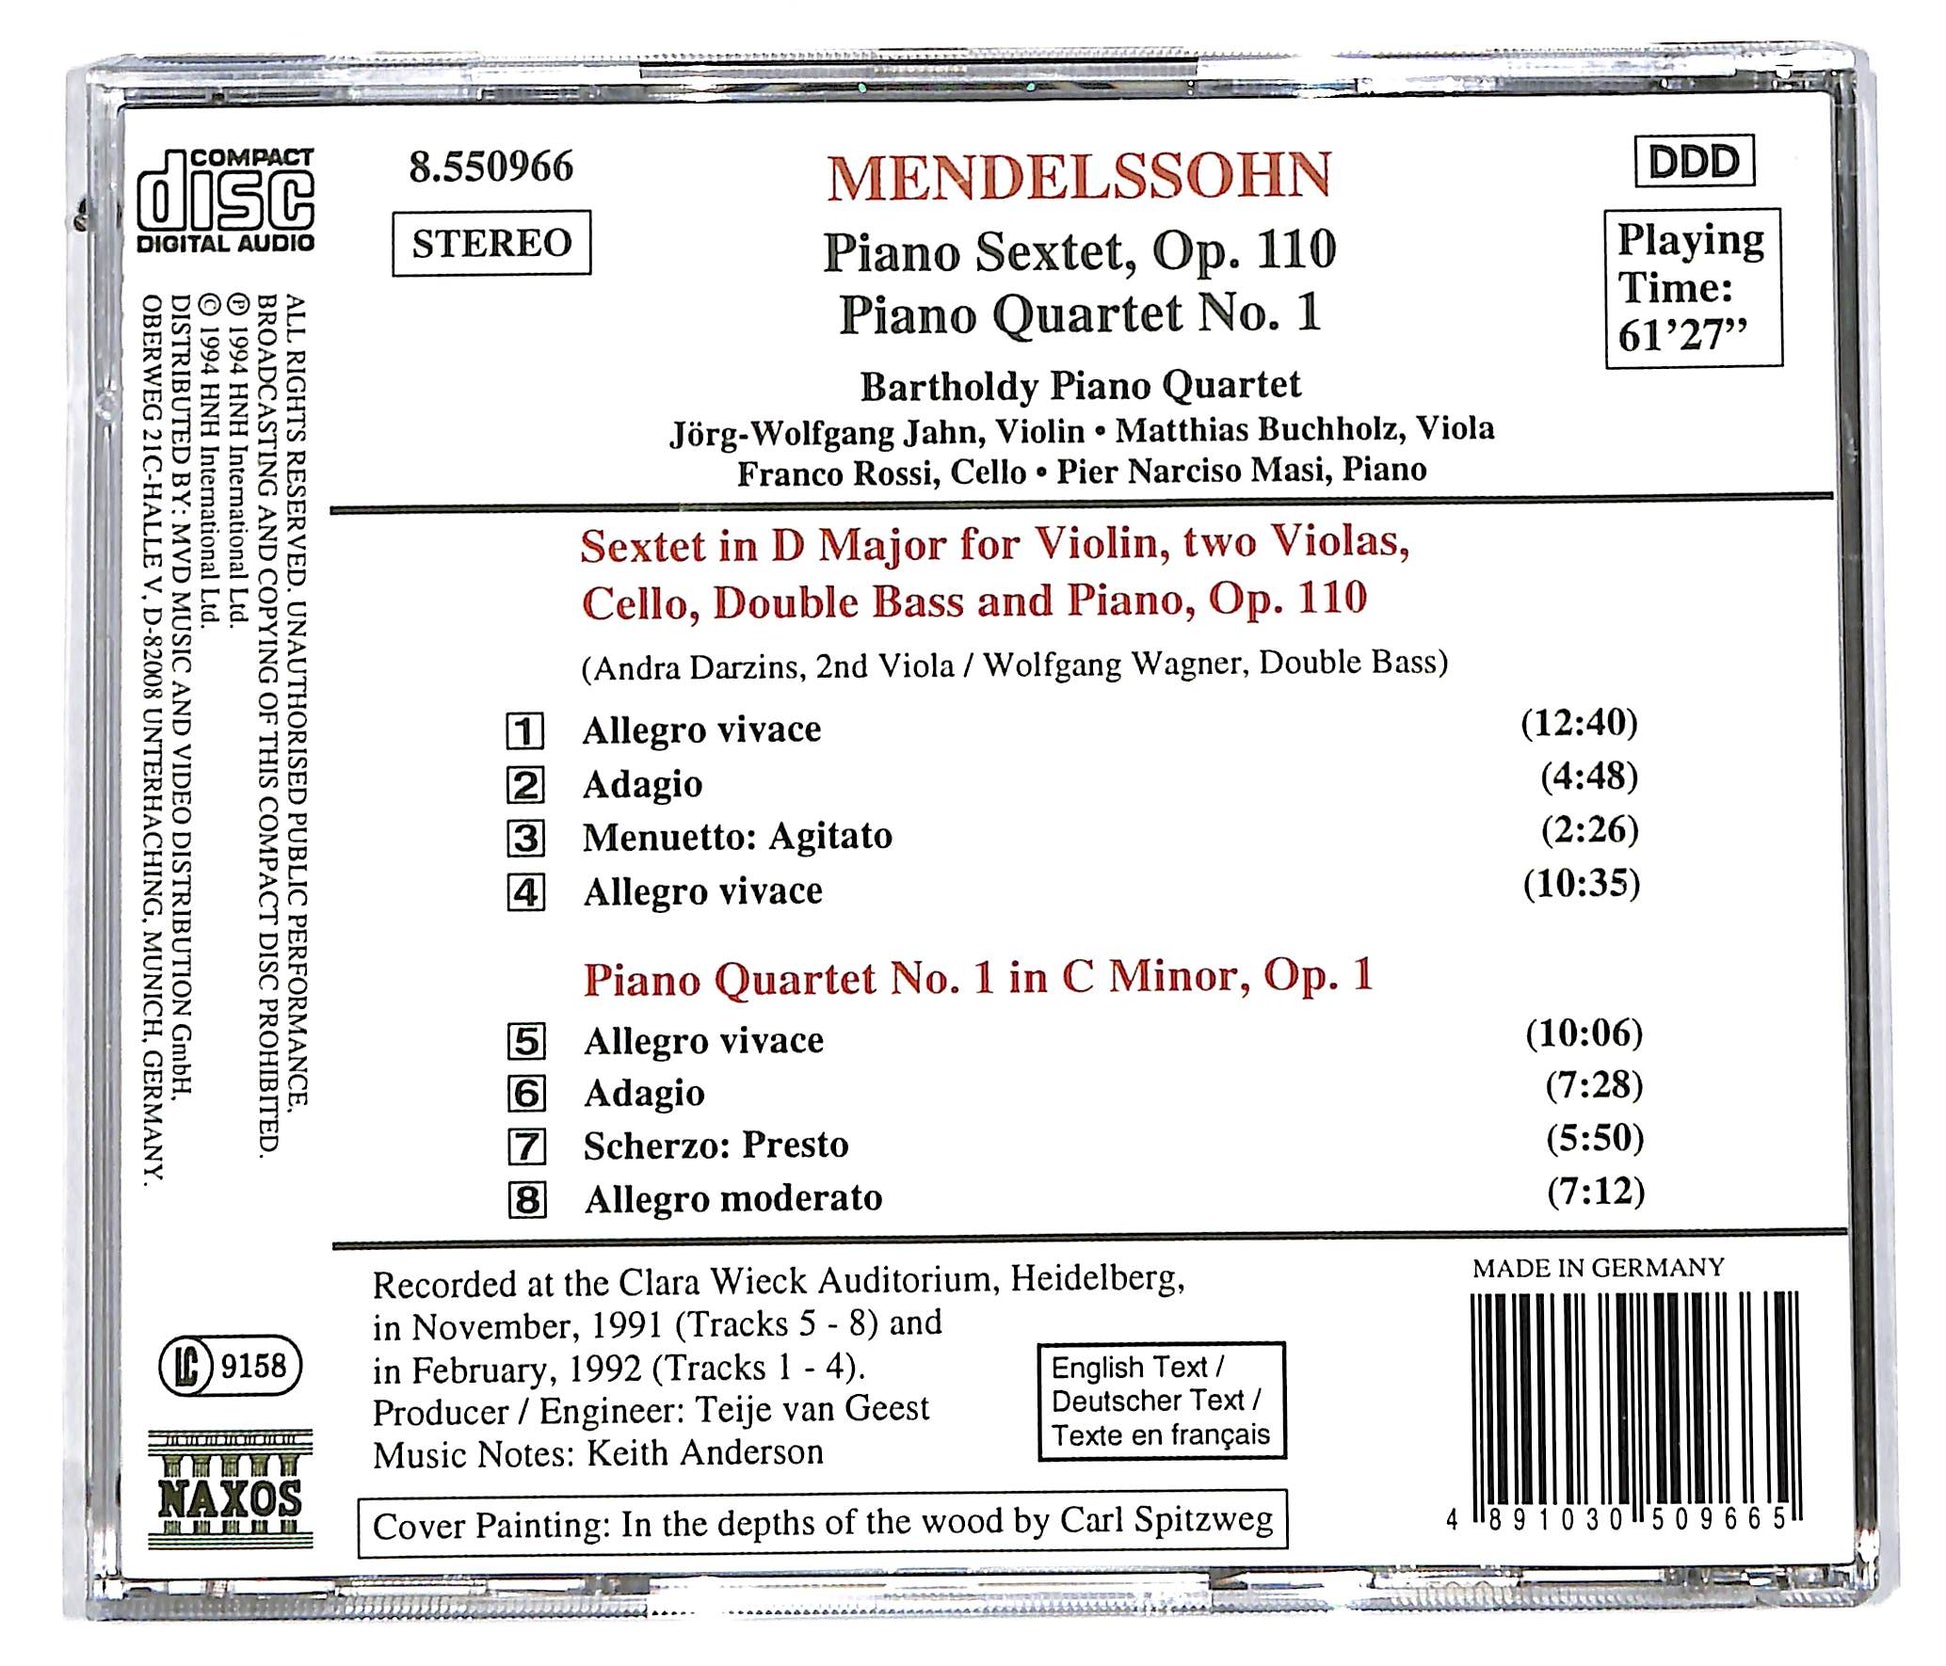 COMPACT
disc
DIGITAL AUDIO
8.550966
STEREO
MENDELSSOHN
Piano Sextet, Op. 110
Piano Quartet No. 1
Bartholdy Piano Quartet
Jörg-Wolfgang Jahn, Violin • Matthias Buchholz, Viola
Franco Rossi, Cello • Pier Narciso Masi, Piano
DDD
Playing
Time:
61’27”
ALL RIGHTS RESERVED. UNAUTHORISED PUBLIC PERFORMANCE,
BROADCASTING AND COPYING OF THIS COMPACT DISC PROHIBITED.
℗ 1994 HNH International Ltd.
© 1994 HNH International Ltd.
DISTRIBUTED BY: MVD MUSIC AND VIDEO DISTRIBUTION GmbH,
OBERWEG 21C-HALLE V, D-82008 UNTERHACHING, MUNICH, GERMANY.
Sextet in D Major for Violin, two Violas,
Cello, Double Bass and Piano, Op. 110
(Andra Darzins, 2nd Viola / Wolfgang Wagner, Double Bass)
1 Allegro vivace (12:40)
2 Adagio (4:48)
3 Menuetto: Agitato (2:26)
4 Allegro vivace (10:35)
Piano Quartet No. 1 in C Minor, Op. 1
5 Allegro vivace (10:06)
6 Adagio (7:28)
7 Scherzo: Presto (5:50)
8 Allegro moderato (7:12)
Recorded at the Clara Wieck Auditorium, Heidelberg,
in November, 1991 (Tracks 5 - 8) and
in February, 1992 (Tracks 1 - 4).
Producer / Engineer: Teije van Geest
Music Notes: Keith Anderson
English Text /
Deutscher Text /
Texte en français
Cover Painting: In the depths of the wood by Carl Spitzweg
MADE IN GERMANY
4 891030 509665
LC 9158
NAXOS